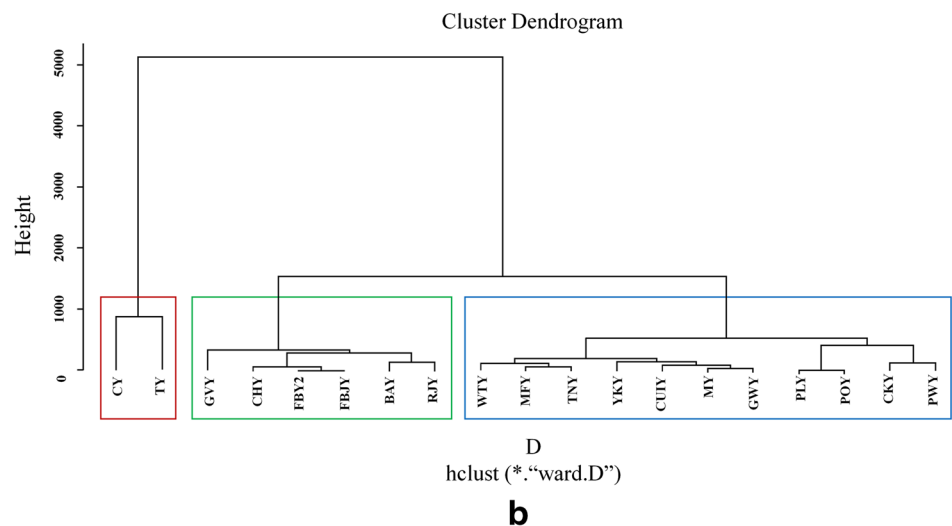 Cluster Dendrogram
Height
5000
4000
3000
2000
1000
0
CY TY GVY CHY FBY2 FBJY BAY RJY WTY MFY TNY YKY CUIY MY GWY PLY POY CKY PWY
D
hclust (*.“ward.D”)
b